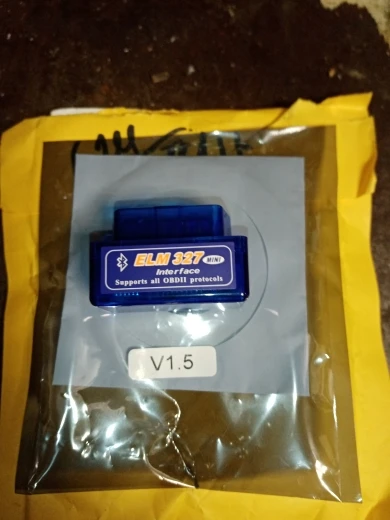 ELM 327 MINI
Interface
Supports all OBDII protocols
V1.5